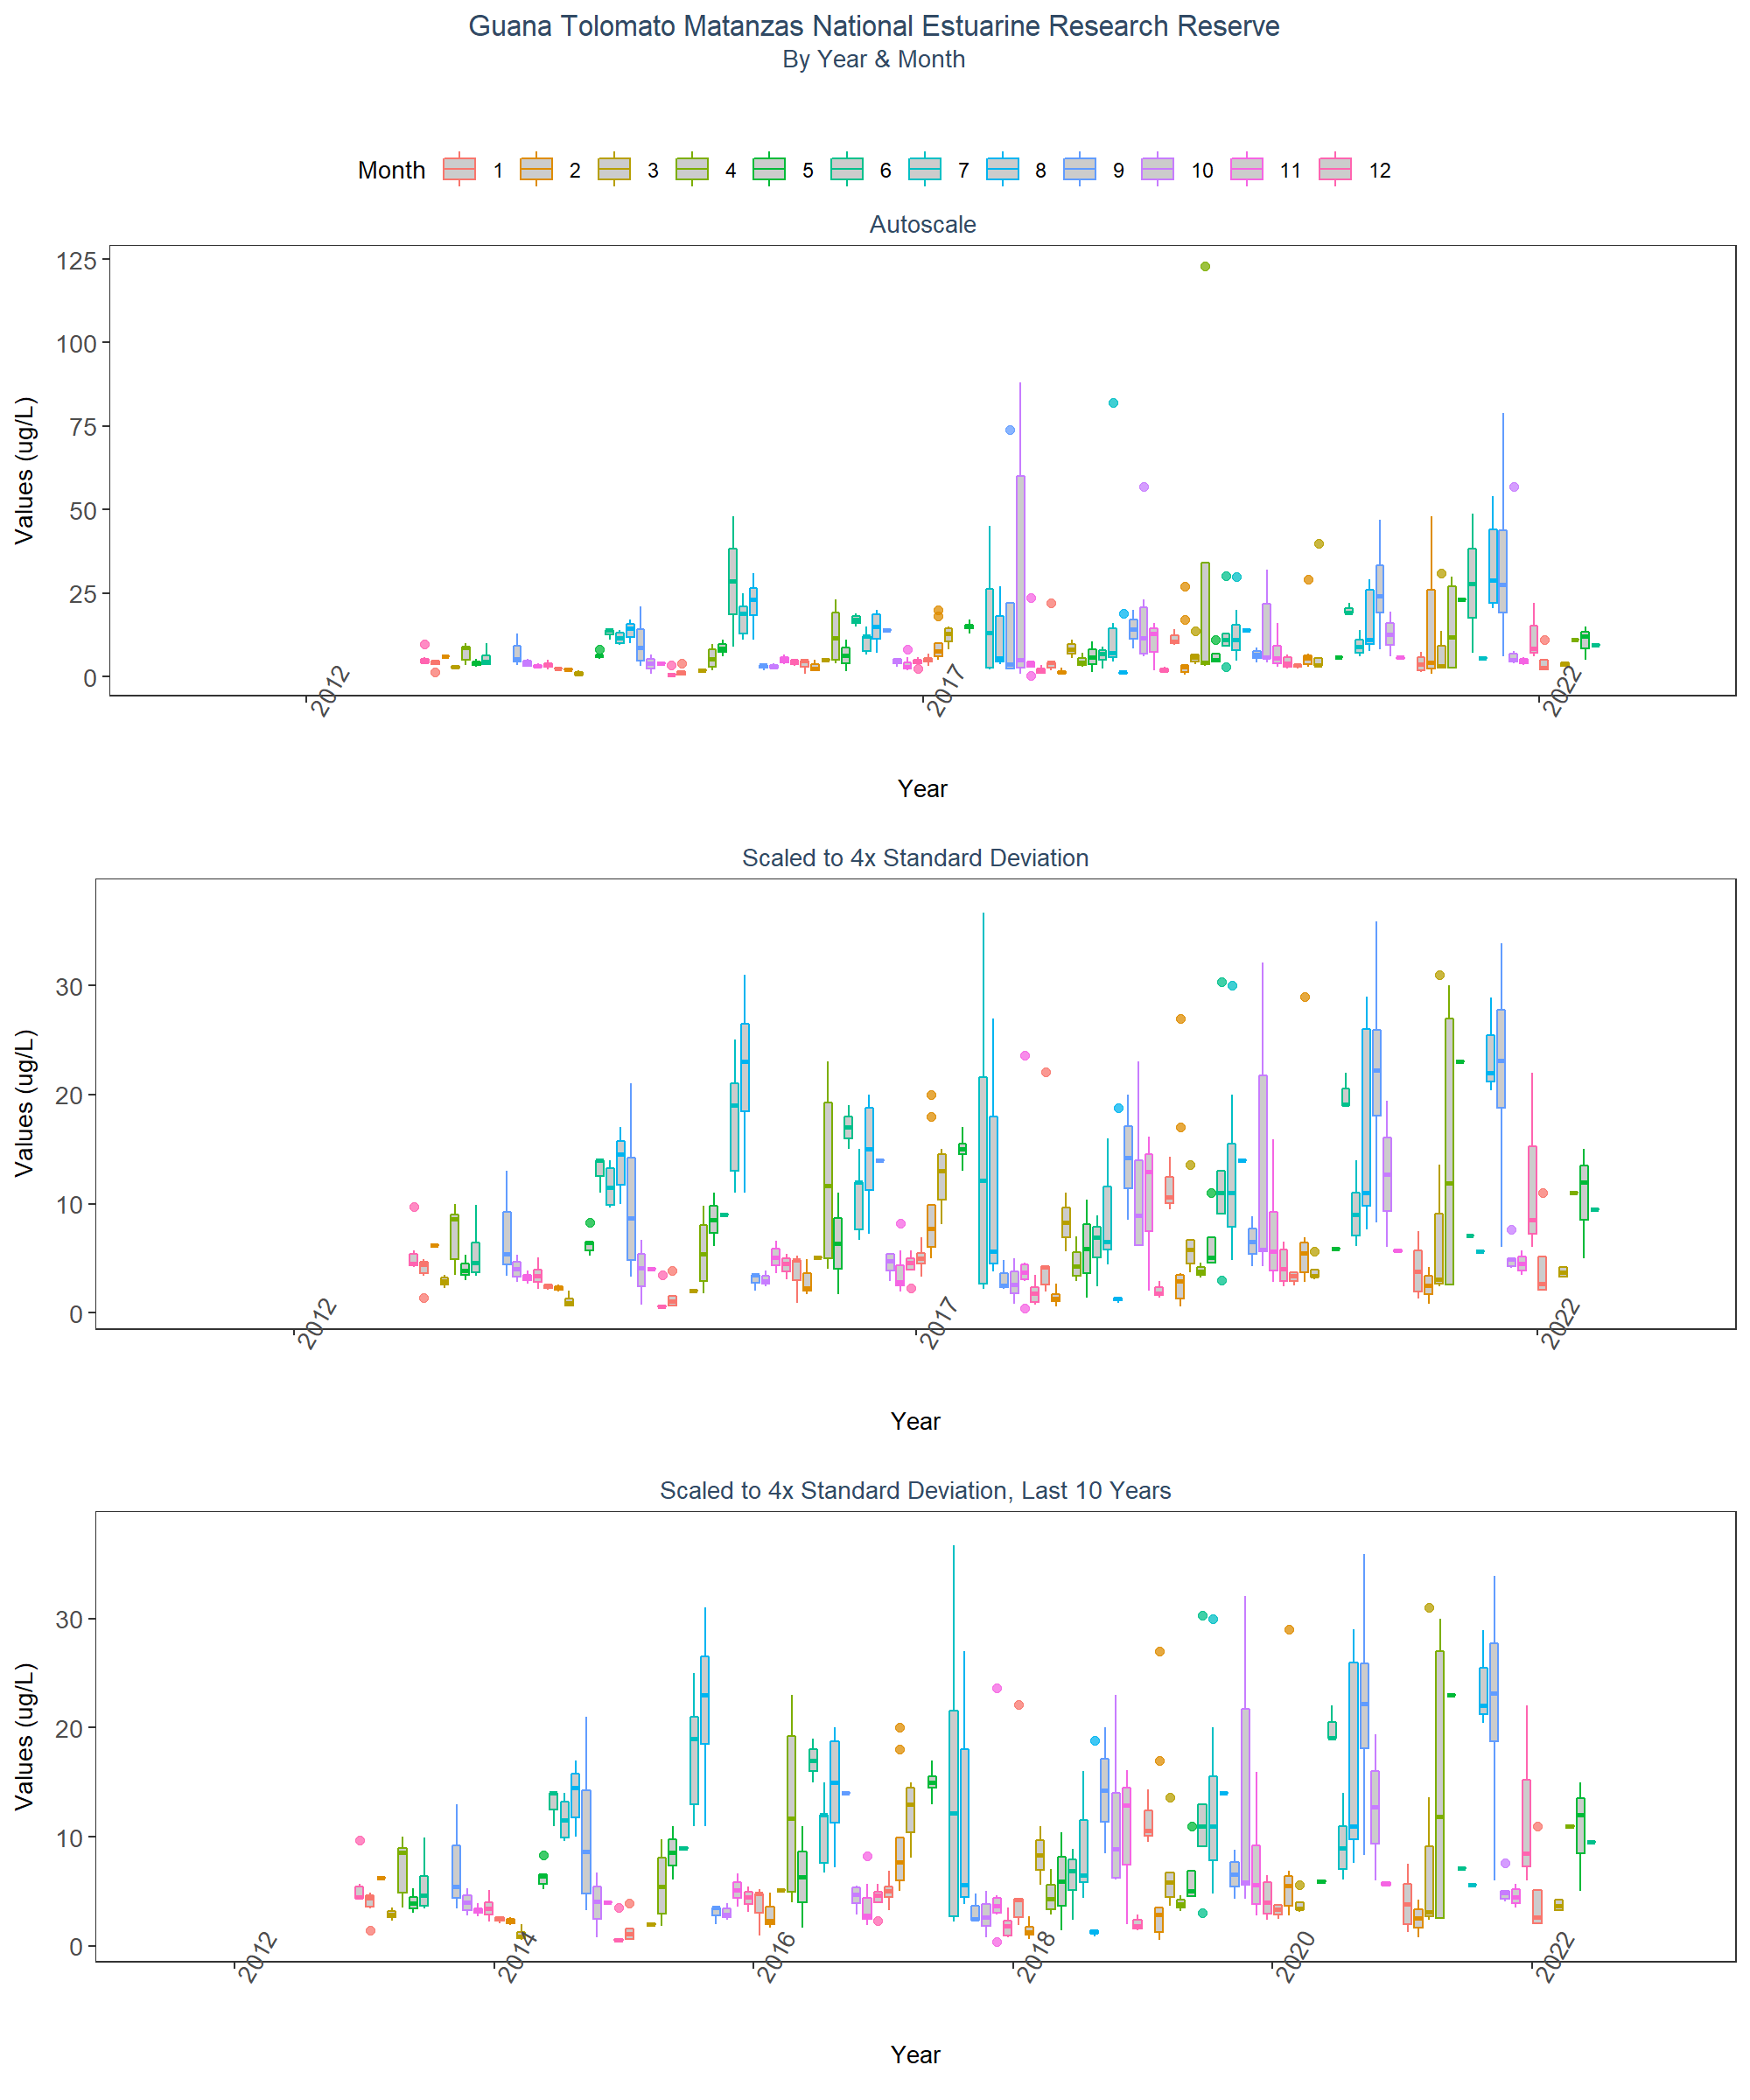 Guana Tolomato Matanzas National Estuarine Research Reserve
By Year & Month
Month 1 2 3 4 5 6 7 8 9 10 11 12
Autoscale
Values (ug/L)
125
100
75
50
25
0
2012 2017 2022
Year
Scaled to 4x Standard Deviation
Values (ug/L)
30
20
10
0
2012 2017 2022
Year
Scaled to 4x Standard Deviation, Last 10 Years
Values (ug/L)
30
20
10
0
2012 2014 2016 2018 2020 2022
Year